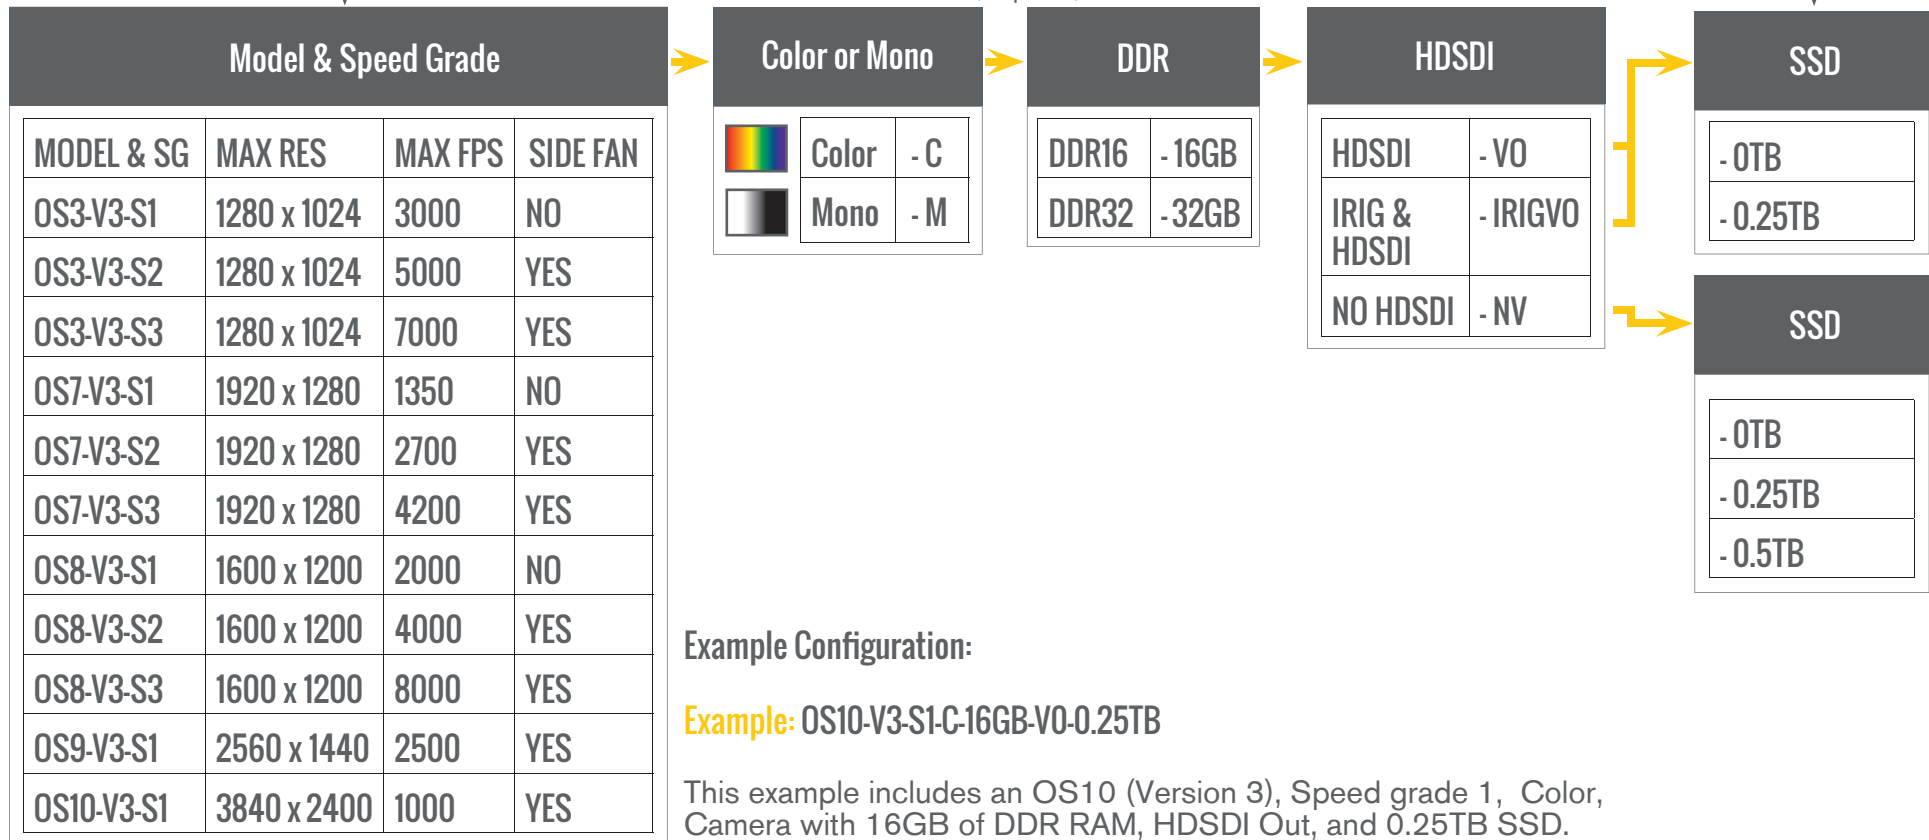 Model & Speed Grade
MODEL & SG MAX RES MAX FPS SIDE FAN
OS3-V3-S1 1280 x 1024 3000 NO
OS3-V3-S2 1280 x 1024 5000 YES
OS3-V3-S3 1280 x 1024 7000 YES
OS7-V3-S1 1920 x 1280 1350 NO
OS7-V3-S2 1920 x 1280 2700 YES
OS7-V3-S3 1920 x 1280 4200 YES
OS8-V3-S1 1600 x 1200 2000 NO
OS8-V3-S2 1600 x 1200 4000 YES
OS8-V3-S3 1600 x 1200 8000 YES
OS9-V3-S1 2560 x 1440 2500 YES
OS10-V3-S1 3840 x 2400 1000 YES
Color or Mono
Color - C
Mono - M
DDR
DDR16 - 16GB
DDR32 - 32GB
HDSDI
HDSDI - VO
IRIG & - IRIGVO
HDSDI
NO HDSDI - NV
SSD
- 0TB
- 0.25TB
SSD
- 0TB
- 0.25TB
- 0.5TB
Example Configuration:
Example: OS10-V3-S1-C-16GB-VO-0.25TB
This example includes an OS10 (Version 3), Speed grade 1, Color,
Camera with 16GB of DDR RAM, HDSDI Out, and 0.25TB SSD.